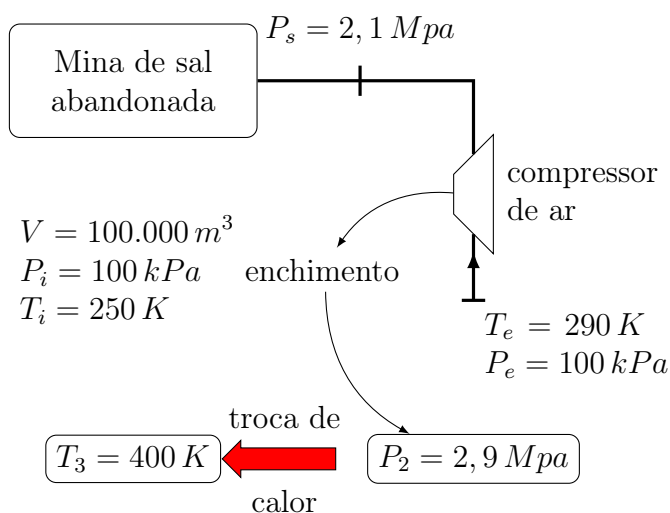 P_s = 2,1 Mpa
Mina de sal
abandonada
compressor
de ar
V = 100.000 m³
P_i = 100 kPa
T_i = 250 K
enchimento
T_e = 290 K
P_e = 100 kPa
troca de
T_3 = 400 K
P_2 = 2,9 Mpa
calor